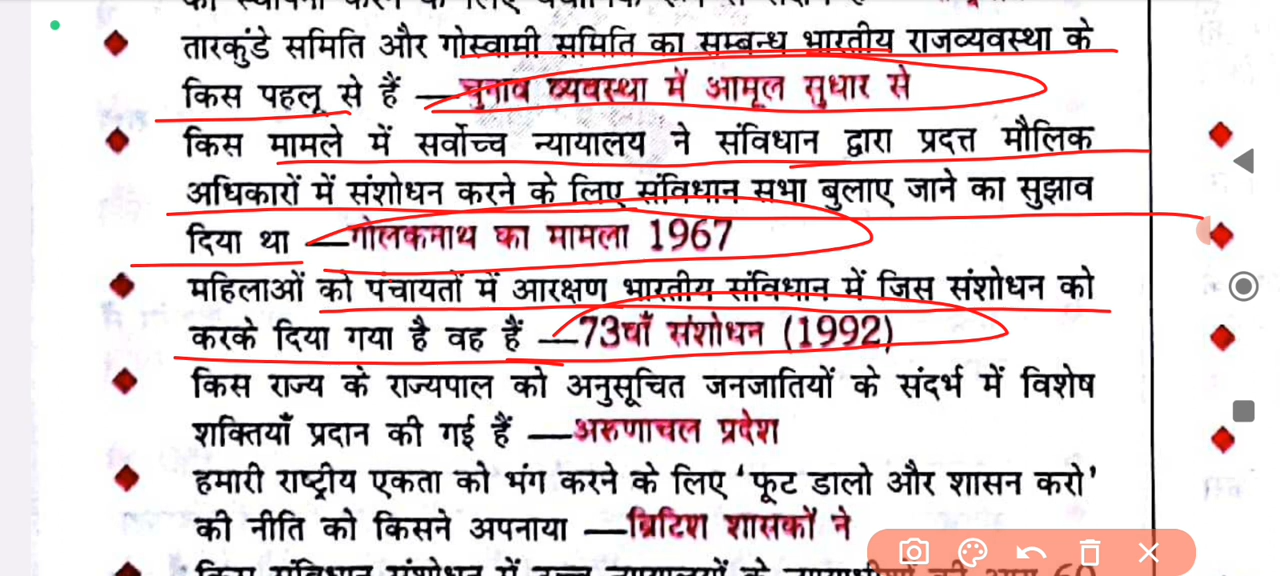 तारकुंडे समिति और गोस्वामी समिति का सम्बन्ध भारतीय राजव्यवस्था के
किस पहलू से हैं —चुनाव व्यवस्था में आमूल सुधार से
किस मामले में सर्वोच्च न्यायालय ने संविधान द्वारा प्रदत्त मौलिक
अधिकारों में संशोधन करने के लिए संविधान सभा बुलाए जाने का सुझाव
दिया था —गोलकनाथ का मामला 1967
महिलाओं को पंचायतों में आरक्षण भारतीय संविधान में जिस संशोधन को
करके दिया गया है वह हैं —73वाँ संशोधन (1992)
किस राज्य के राज्यपाल को अनुसूचित जनजातियों के संदर्भ में विशेष
शक्तियाँ प्रदान की गई हैं —अरुणाचल प्रदेश
हमारी राष्ट्रीय एकता को भंग करने के लिए ‘फूट डालो और शासन करो’
की नीति को किसने अपनाया —ब्रिटिश शासकों ने